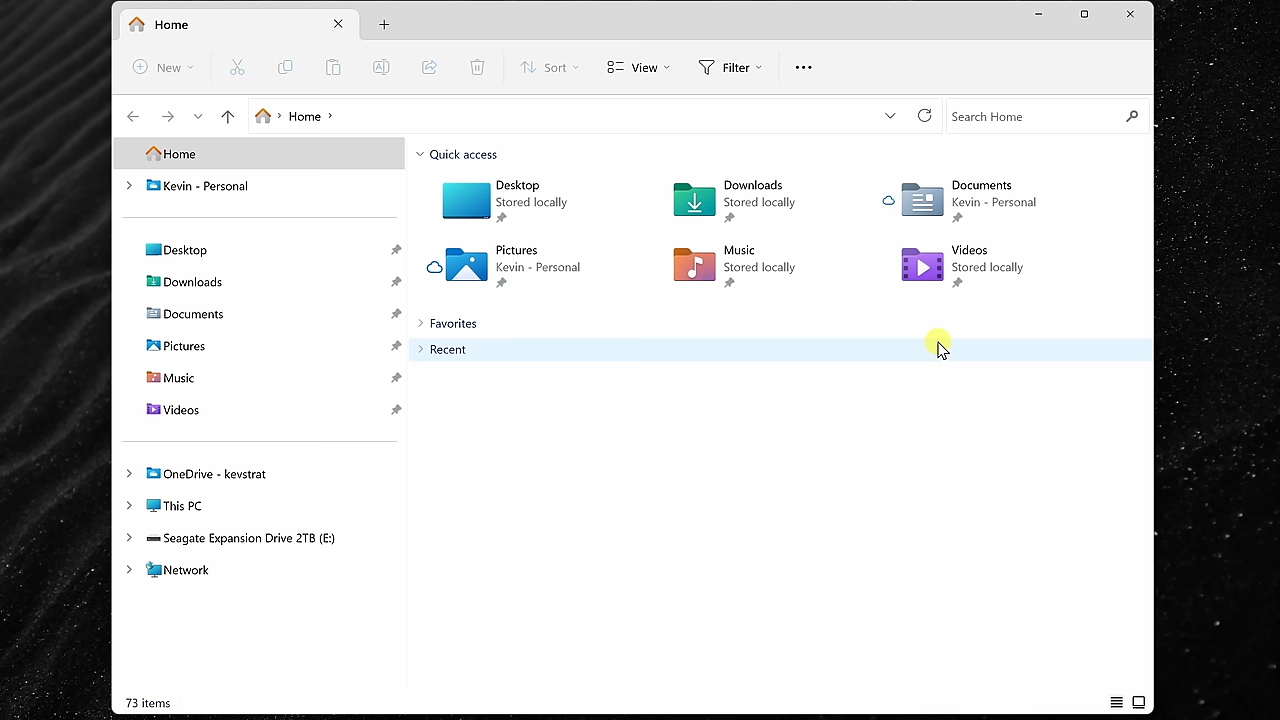 Home
New
Sort
View
Filter
Home
Search Home
Home
Kevin - Personal
Desktop
Downloads
Documents
Pictures
Music
Videos
OneDrive - kevstrat
This PC
Seagate Expansion Drive 2TB (E:)
Network
Quick access
Desktop
Stored locally
Downloads
Stored locally
Documents
Kevin - Personal
Pictures
Kevin - Personal
Music
Stored locally
Videos
Stored locally
Favorites
Recent
73 items